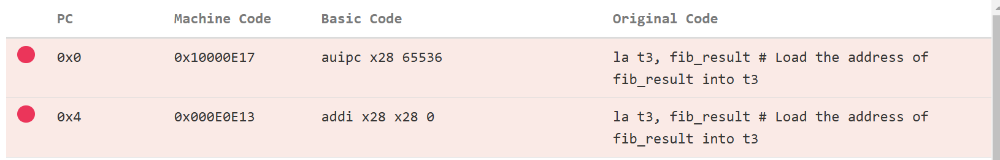 PC Machine Code Basic Code Original Code
0x0 0x10000E17 auipc x28 65536 la t3, fib_result # Load the address of
fib_result into t3
0x4 0x000E0E13 addi x28 x28 0 la t3, fib_result # Load the address of
fib_result into t3